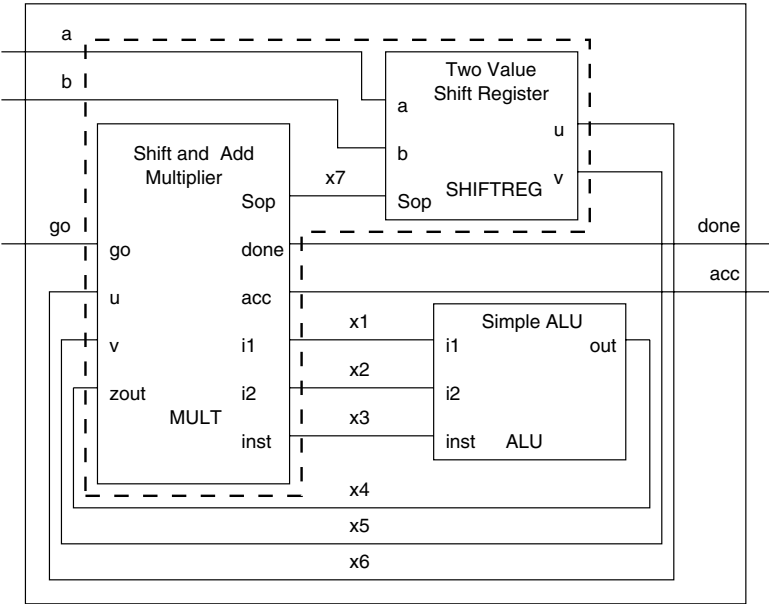 a
b
Two Value
Shift Register
a
b
u
v
Sop
SHIFTREG
Shift and Add
Multiplier
Sop
x7
go
go
done
done
u
acc
acc
v
i1
x1
zout
i2
x2
MULT
inst
x3
Simple ALU
i1
out
i2
inst
ALU
x4
x5
x6